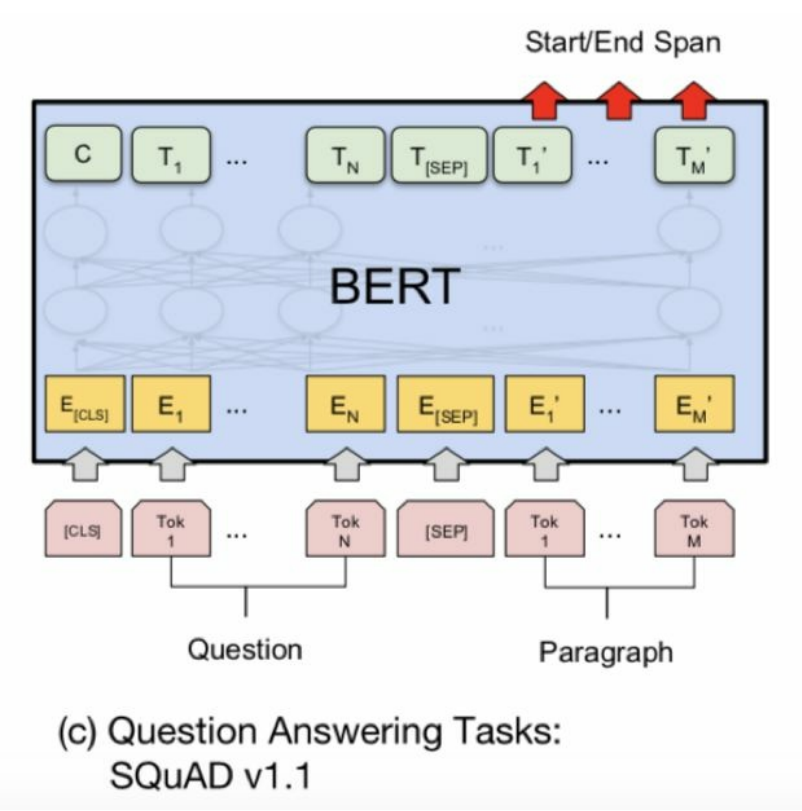 Start/End Span
C T1 ... TN T[SEP] T1' ... TM'
...
BERT
...
E[CLS] E1 ... EN E[SEP] E1' ... EM'
[CLS] Tok 1 ... Tok N [SEP] Tok 1 ... Tok M
Question Paragraph
(c) Question Answering Tasks:
SQuAD v1.1